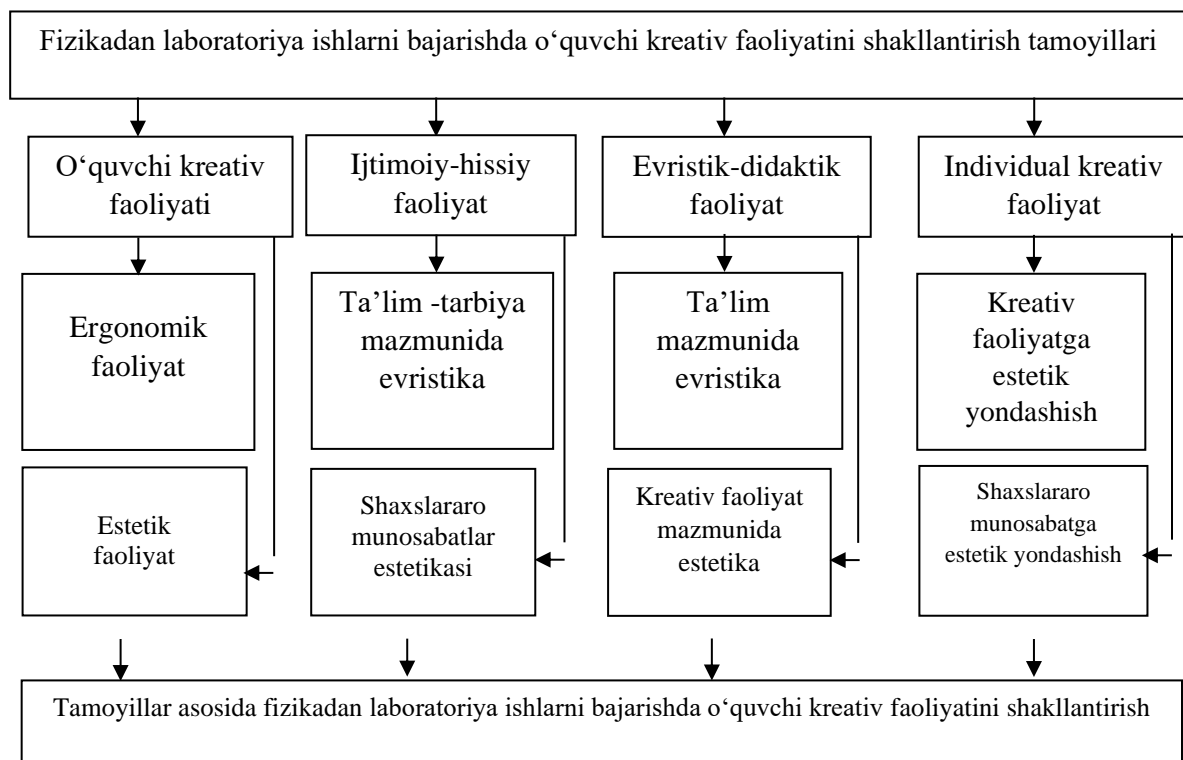 Fizikadan laboratoriya ishlarni bajarishda o‘quvchi kreativ faoliyatini shakllantirish tamoyillari
O‘quvchi kreativ
faoliyati
Ijtimoiy-hissiy
faoliyat
Evristik-didaktik
faoliyat
Individual kreativ
faoliyat
Ergonomik
faoliyat
Ta’lim -tarbiya
mazmunida
evristika
Ta’lim
mazmunida
evristika
Kreativ
faoliyatga
estetik
yondashish
Estetik
faoliyat
Shaxslararo
munosabatlar
estetikasi
Kreativ faoliyat
mazmunida
estetika
Shaxslararo
munosabatga
estetik yondashish
Tamoyillar asosida fizikadan laboratoriya ishlarni bajarishda o‘quvchi kreativ faoliyatini shakllantirish